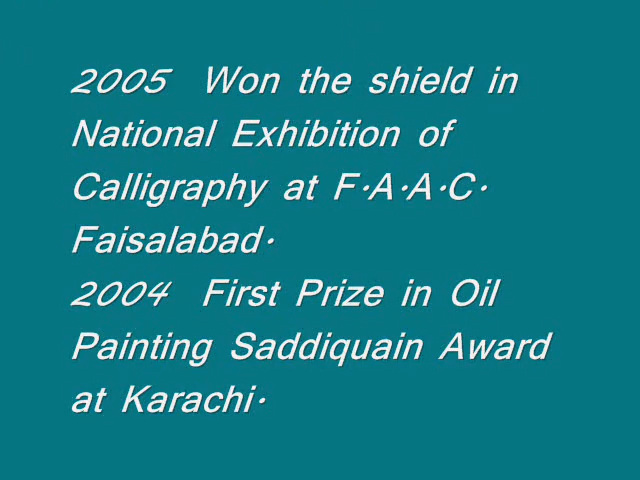 2005 Won the shield in
National Exhibition of
Calligraphy at F.A.A.C.
Faisalabad.
2004 First Prize in Oil
Painting Saddiquain Award
at Karachi.